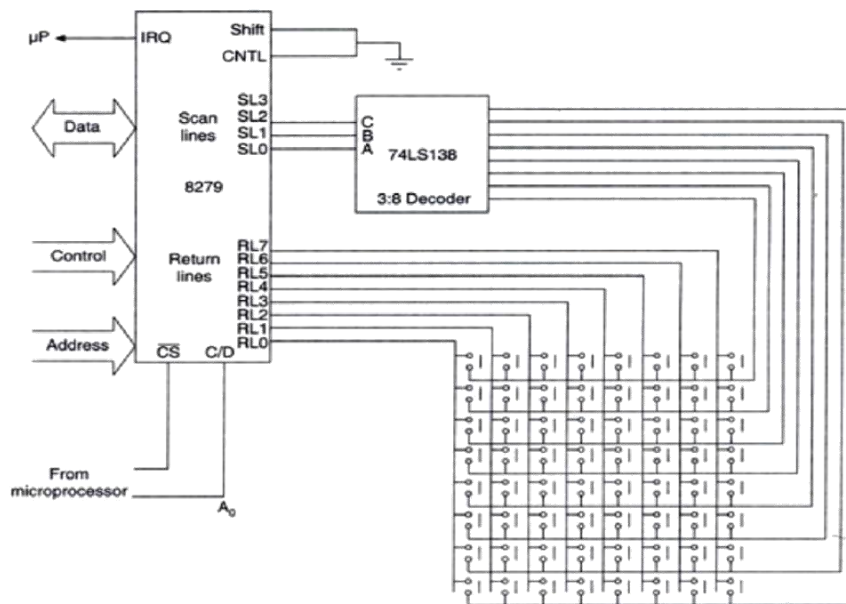 μP
IRQ
Shift
CNTL
Data
Scan
lines
SL3
SL2
SL1
SL0
C
B
A
74LS138
3:8 Decoder
8279
Control
Return
lines
RL7
RL6
RL5
RL4
RL3
RL2
RL1
RL0
Address
C̅S̅
C/D
From
microprocessor
A₀